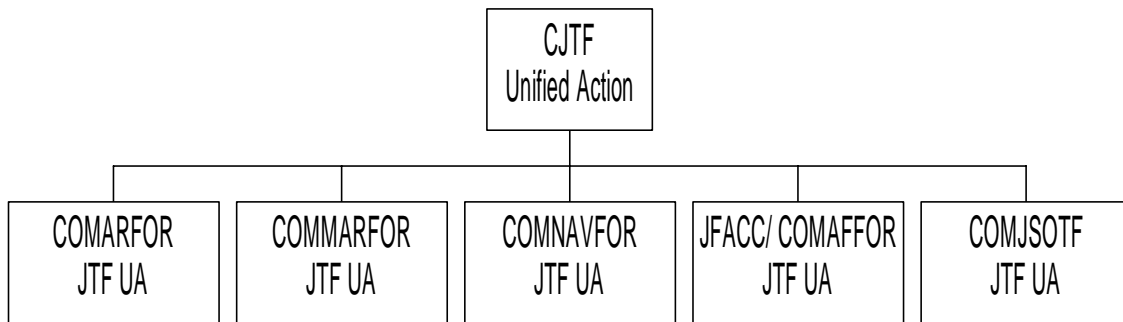 CJTF
Unified Action
COMARFOR
JTF UA
COMMARFOR
JTF UA
COMNAVFOR
JTF UA
JFACC/ COMAFFOR
JTF UA
COMJSOTF
JTF UA